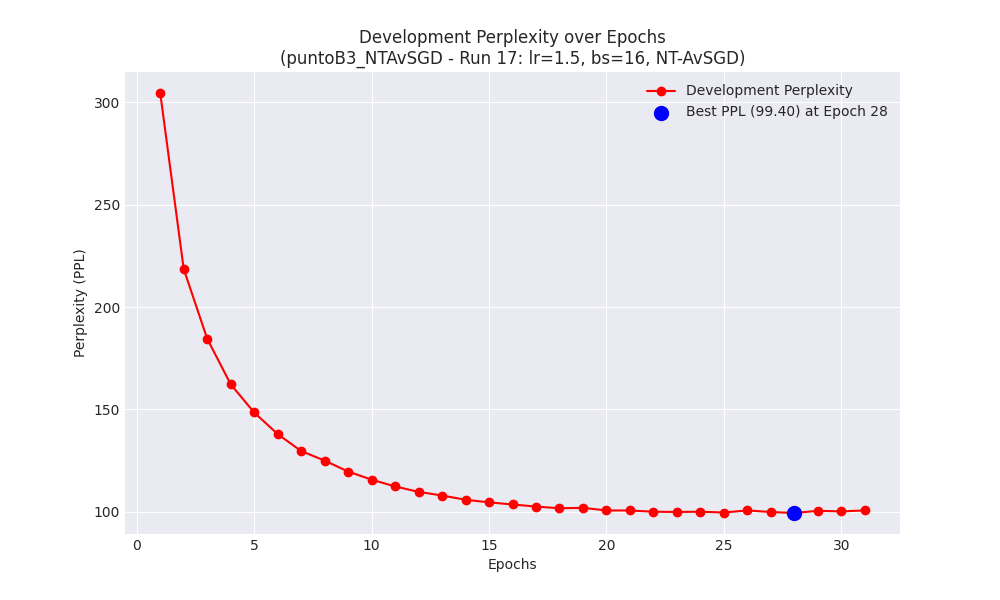 Development Perplexity over Epochs
(puntoB3_NTAvSGD - Run 17: lr=1.5, bs=16, NT-AvSGD)
Development Perplexity
Best PPL (99.40) at Epoch 28
Perplexity (PPL)
300
250
200
150
100
0 5 10 15 20 25 30
Epochs